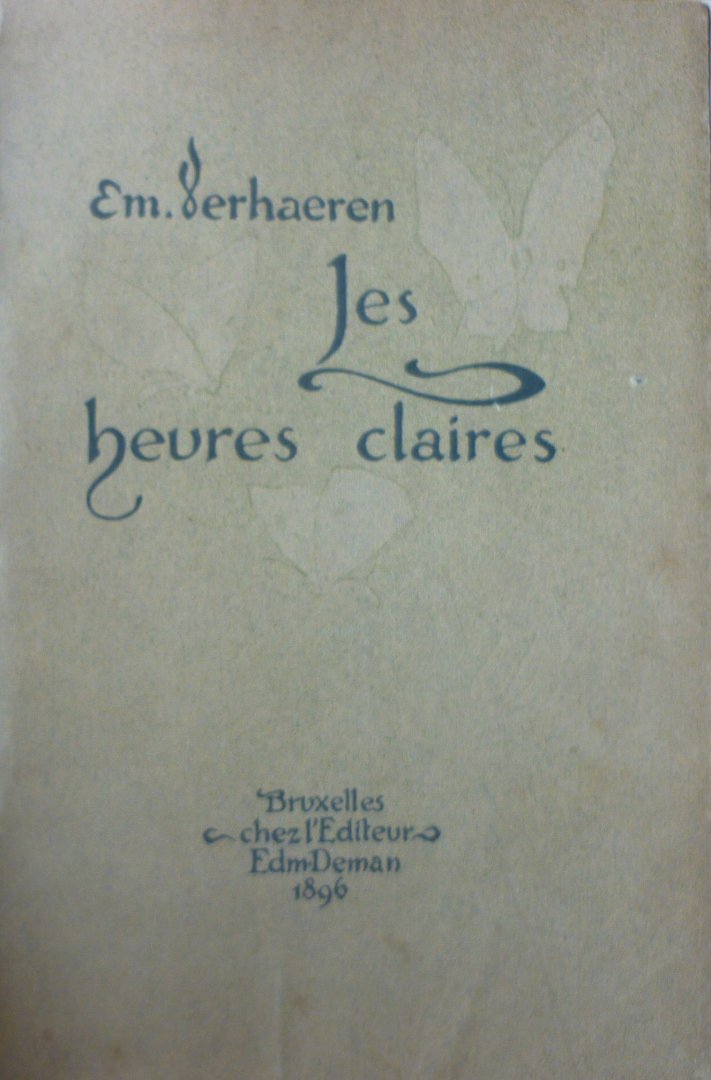 Em. Verhaeren
Les
heures claires
Bruxelles
chez l'Editeur
Edm. Deman
1896